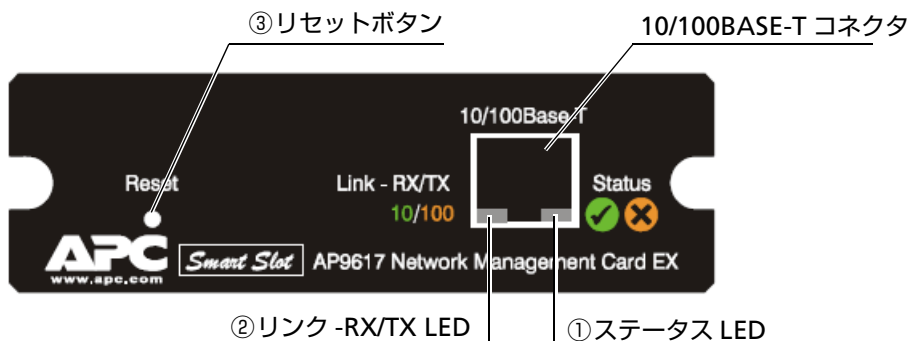 ③リセットボタン
10/100BASE-T コネクタ
10/100Base-T
Reset
Link - RX/TX
Status
10/100
APC
www.apc.com
Smart Slot
AP9617 Network Management Card EX
②リンク -RX/TX LED
①ステータス LED